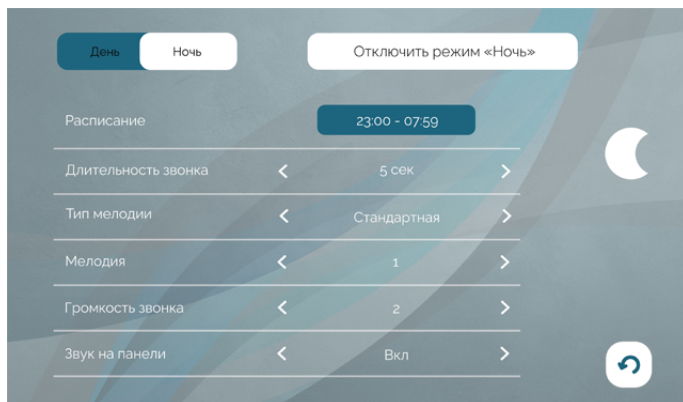 День Ночь Отключить режим «Ночь»
Расписание 23:00 - 07:59
Длительность звонка 5 сек
Тип мелодии Стандартная
Мелодия 1
Громкость звонка 2
Звук на панели Вкл